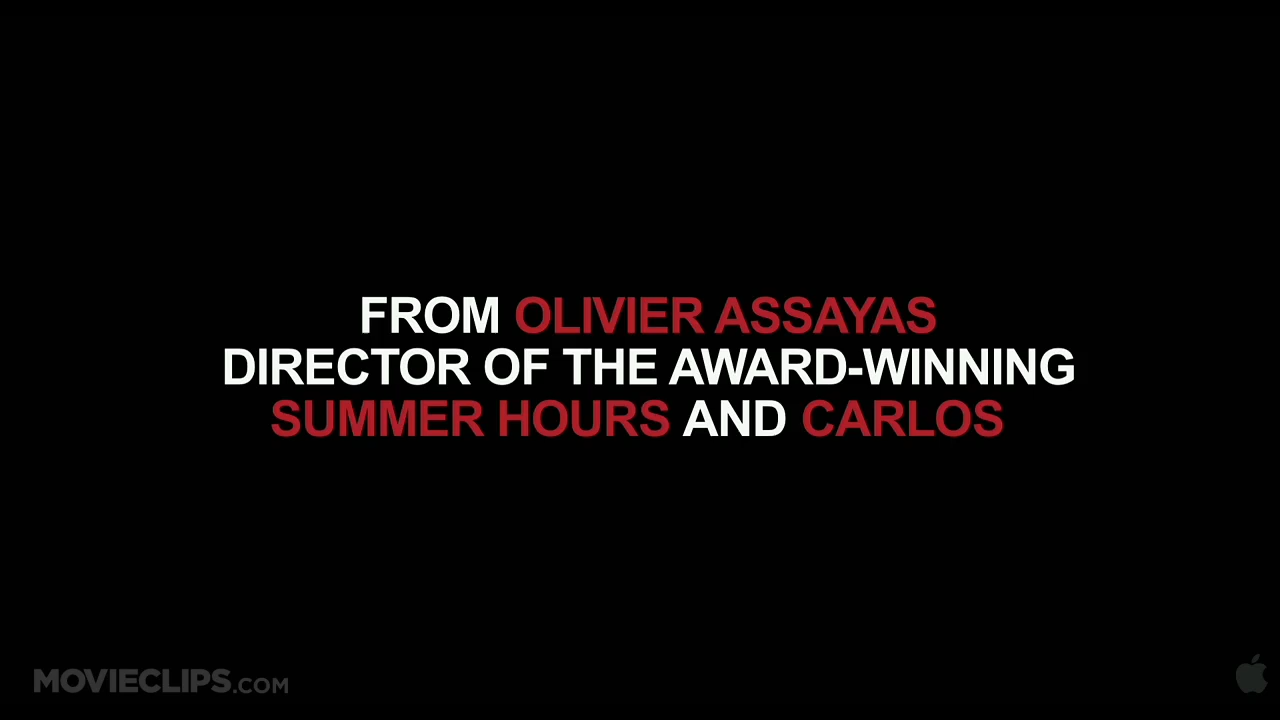 FROM OLIVIER ASSAYAS
DIRECTOR OF THE AWARD-WINNING
SUMMER HOURS AND CARLOS
MOVIECLIPS.COM